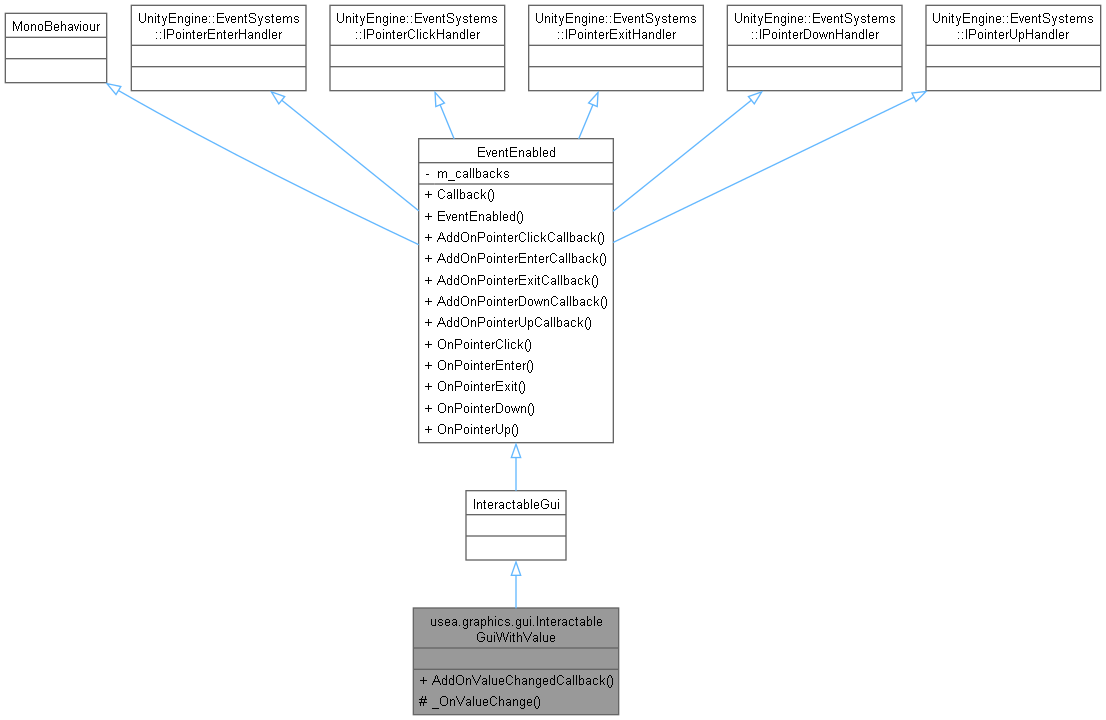 MonoBehaviour
UnityEngine::EventSystems
::IPointerEnterHandler
UnityEngine::EventSystems
::IPointerClickHandler
UnityEngine::EventSystems
::IPointerExitHandler
UnityEngine::EventSystems
::IPointerDownHandler
UnityEngine::EventSystems
::IPointerUpHandler
EventEnabled
- m_callbacks
+ Callback()
+ EventEnabled()
+ AddOnPointerClickCallback()
+ AddOnPointerEnterCallback()
+ AddOnPointerExitCallback()
+ AddOnPointerDownCallback()
+ AddOnPointerUpCallback()
+ OnPointerClick()
+ OnPointerEnter()
+ OnPointerExit()
+ OnPointerDown()
+ OnPointerUp()
InteractableGui
usea.graphics.gui.Interactable
GuiWithValue
+ AddOnValueChangedCallback()
# _OnValueChange()